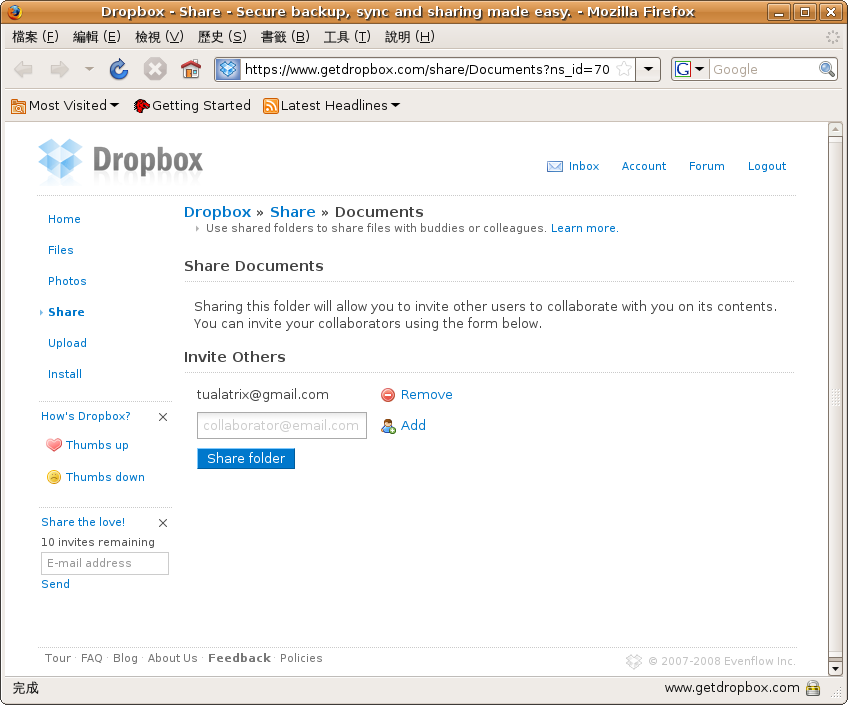 Dropbox - Share - Secure backup, sync and sharing made easy. - Mozilla Firefox
檔案 (F) 編輯 (E) 檢視 (V) 歷史 (S) 書籤 (B) 工具 (T) 說明 (H)
https://www.getdropbox.com/share/Documents?ns_id=70
G Google
Most Visited Getting Started Latest Headlines
Dropbox
Inbox Account Forum Logout
Home
Files
Photos
Share
Upload
Install
How's Dropbox?
Thumbs up
Thumbs down
Share the love!
10 invites remaining
E-mail address
Send
Dropbox » Share » Documents
Use shared folders to share files with buddies or colleagues. Learn more.
Share Documents
Sharing this folder will allow you to invite other users to collaborate with you on its contents.
You can invite your collaborators using the form below.
Invite Others
tualatrix@gmail.com Remove
collaborator@email.com Add
Share folder
Tour · FAQ · Blog · About Us · Feedback · Policies
© 2007-2008 Evenflow Inc.
完成 www.getdropbox.com